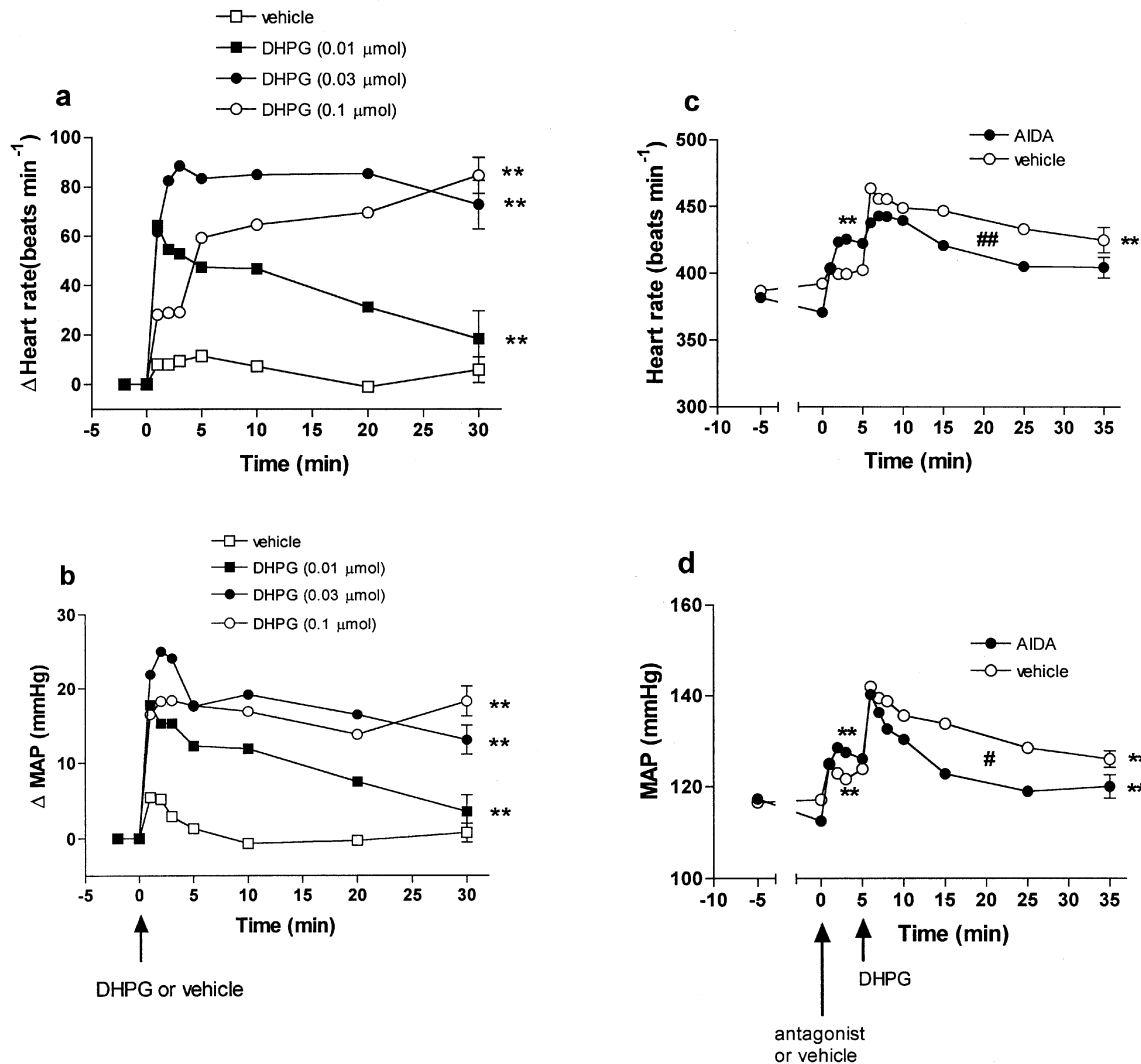 vehicle
DHPG (0.01 μmol)
DHPG (0.03 μmol)
DHPG (0.1 μmol)
a
Δ Heart rate(beats min⁻¹)
100
80
60
40
20
0
**
**
**
-5 0 5 10 15 20 25 30
Time (min)
b
vehicle
DHPG (0.01 μmol)
DHPG (0.03 μmol)
DHPG (0.1 μmol)
Δ MAP (mmHg)
30
20
10
0
**
**
**
-5 0 5 10 15 20 25 30
Time (min)
DHPG or vehicle
c
AIDA
vehicle
Heart rate (beats min⁻¹)
500
450
400
350
300
**
##
**
-10 -5 0 5 10 15 20 25 30 35
Time (min)
d
AIDA
vehicle
MAP (mmHg)
160
140
120
100
**
**
#
**
**
-10 -5 0 5 10 15 20 25 30 35
Time (min)
DHPG
antagonist
or vehicle